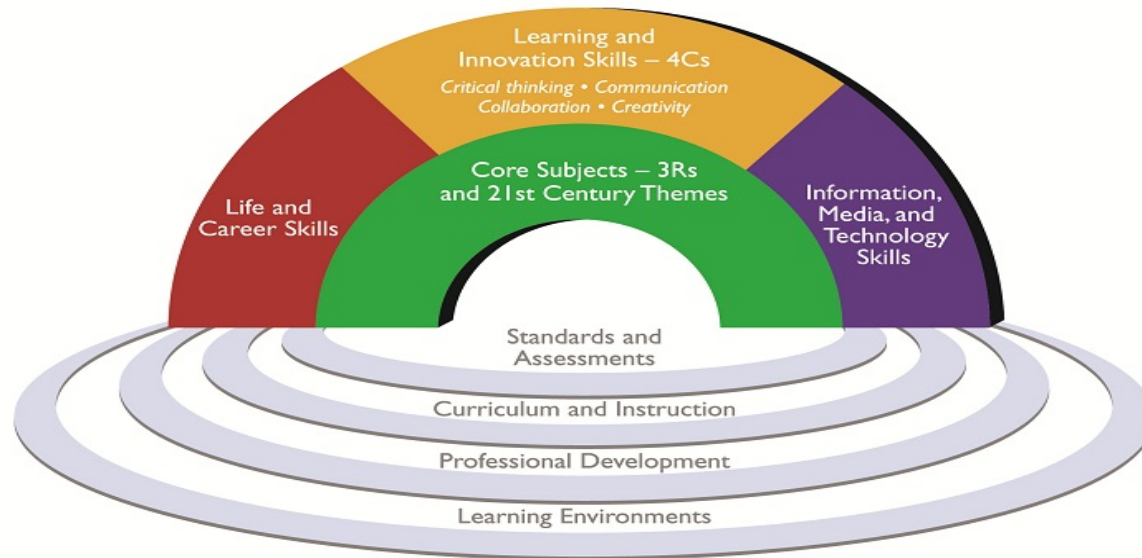 Learning and
Innovation Skills – 4Cs
Critical thinking • Communication
Collaboration • Creativity
Core Subjects – 3Rs
and 21st Century Themes
Life and
Career Skills
Information,
Media, and
Technology
Skills
Standards and
Assessments
Curriculum and Instruction
Professional Development
Learning Environments